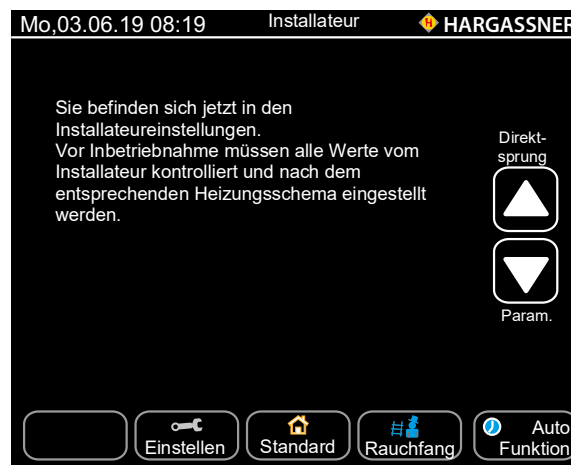 Mo,03.06.19 08:19 Installateur HARGASSNER
Sie befinden sich jetzt in den
Installateureinstellungen.
Vor Inbetriebnahme müssen alle Werte vom
Installateur kontrolliert und nach dem
entsprechenden Heizungsschema eingestellt
werden.
Direkt-
sprung
Param.
Einstellen
Standard
Rauchfang
Auto
Funktion